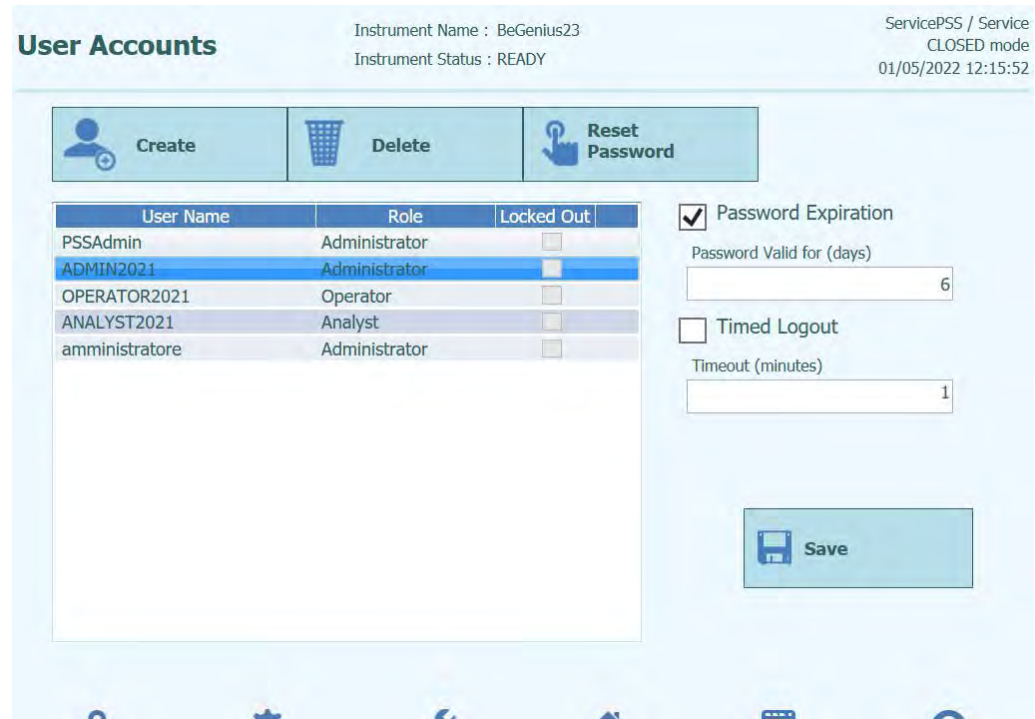 User Accounts
Instrument Name : BeGenius23
Instrument Status : READY
ServicePSS / Service
CLOSED mode
01/05/2022 12:15:52
Create
Delete
Reset
Password
User Name Role Locked Out
PSSAdmin Administrator
ADMIN2021 Administrator
OPERATOR2021 Operator
ANALYST2021 Analyst
amministratore Administrator
Password Expiration
Password Valid for (days)
6
Timed Logout
Timeout (minutes)
1
Save